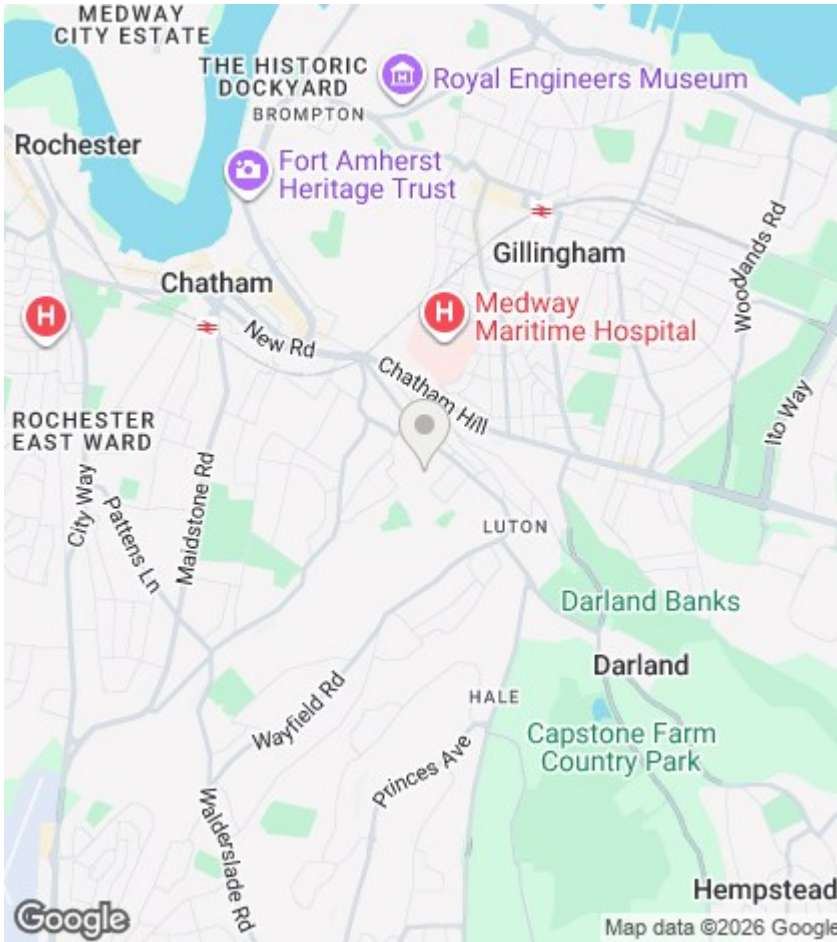 MEDWAY
CITY ESTATE
THE HISTORIC
DOCKYARD
BROMPTON
Royal Engineers Museum
Rochester
Fort Amherst
Heritage Trust
Gillingham
Woodlands Rd
Chatham
H
H
Medway
Maritime Hospital
New Rd
Chatham Hill
Ito Way
ROCHESTER
EAST WARD
Maidstone Rd
City Way
Pattens Ln
LUTON
Darland Banks
Darland
Wayfield Rd
HALE
Capstone Farm
Country Park
Princes Ave
Walderslade Rd
Hempstead
Google
Map data ©2026 Google